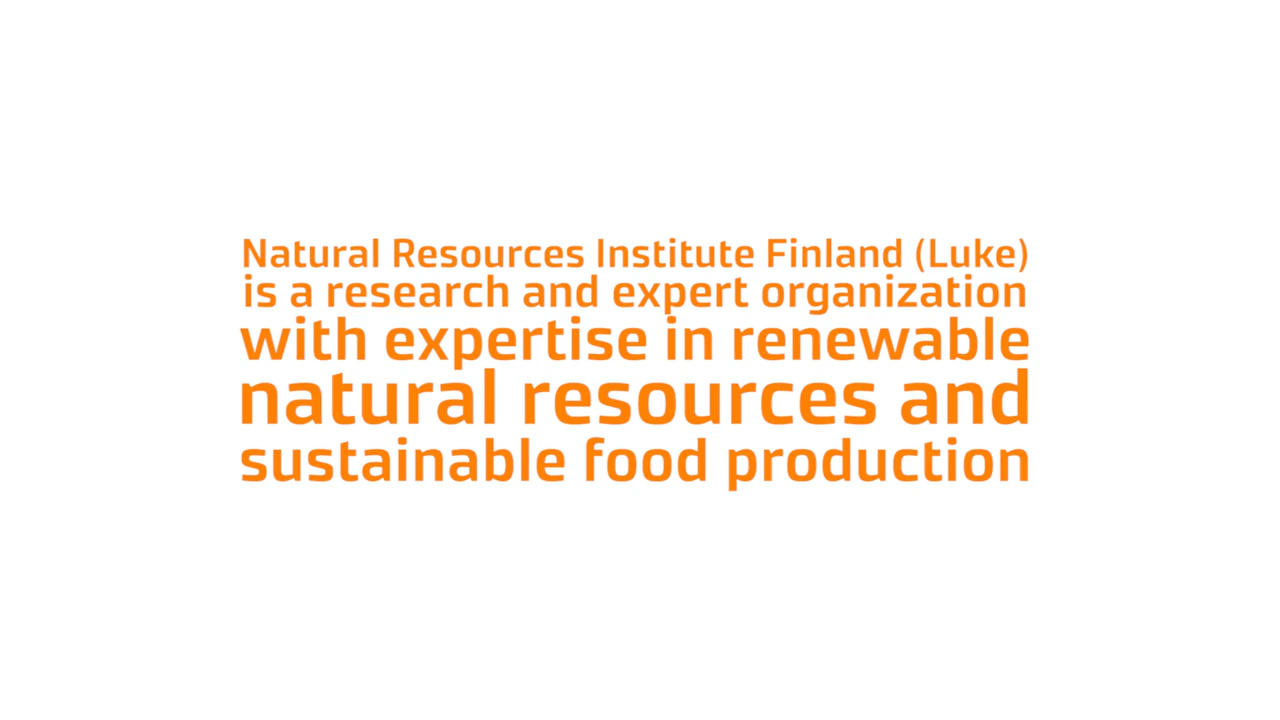 Natural Resources Institute Finland (Luke)
is a research and expert organization
with expertise in renewable
natural resources and
sustainable food production